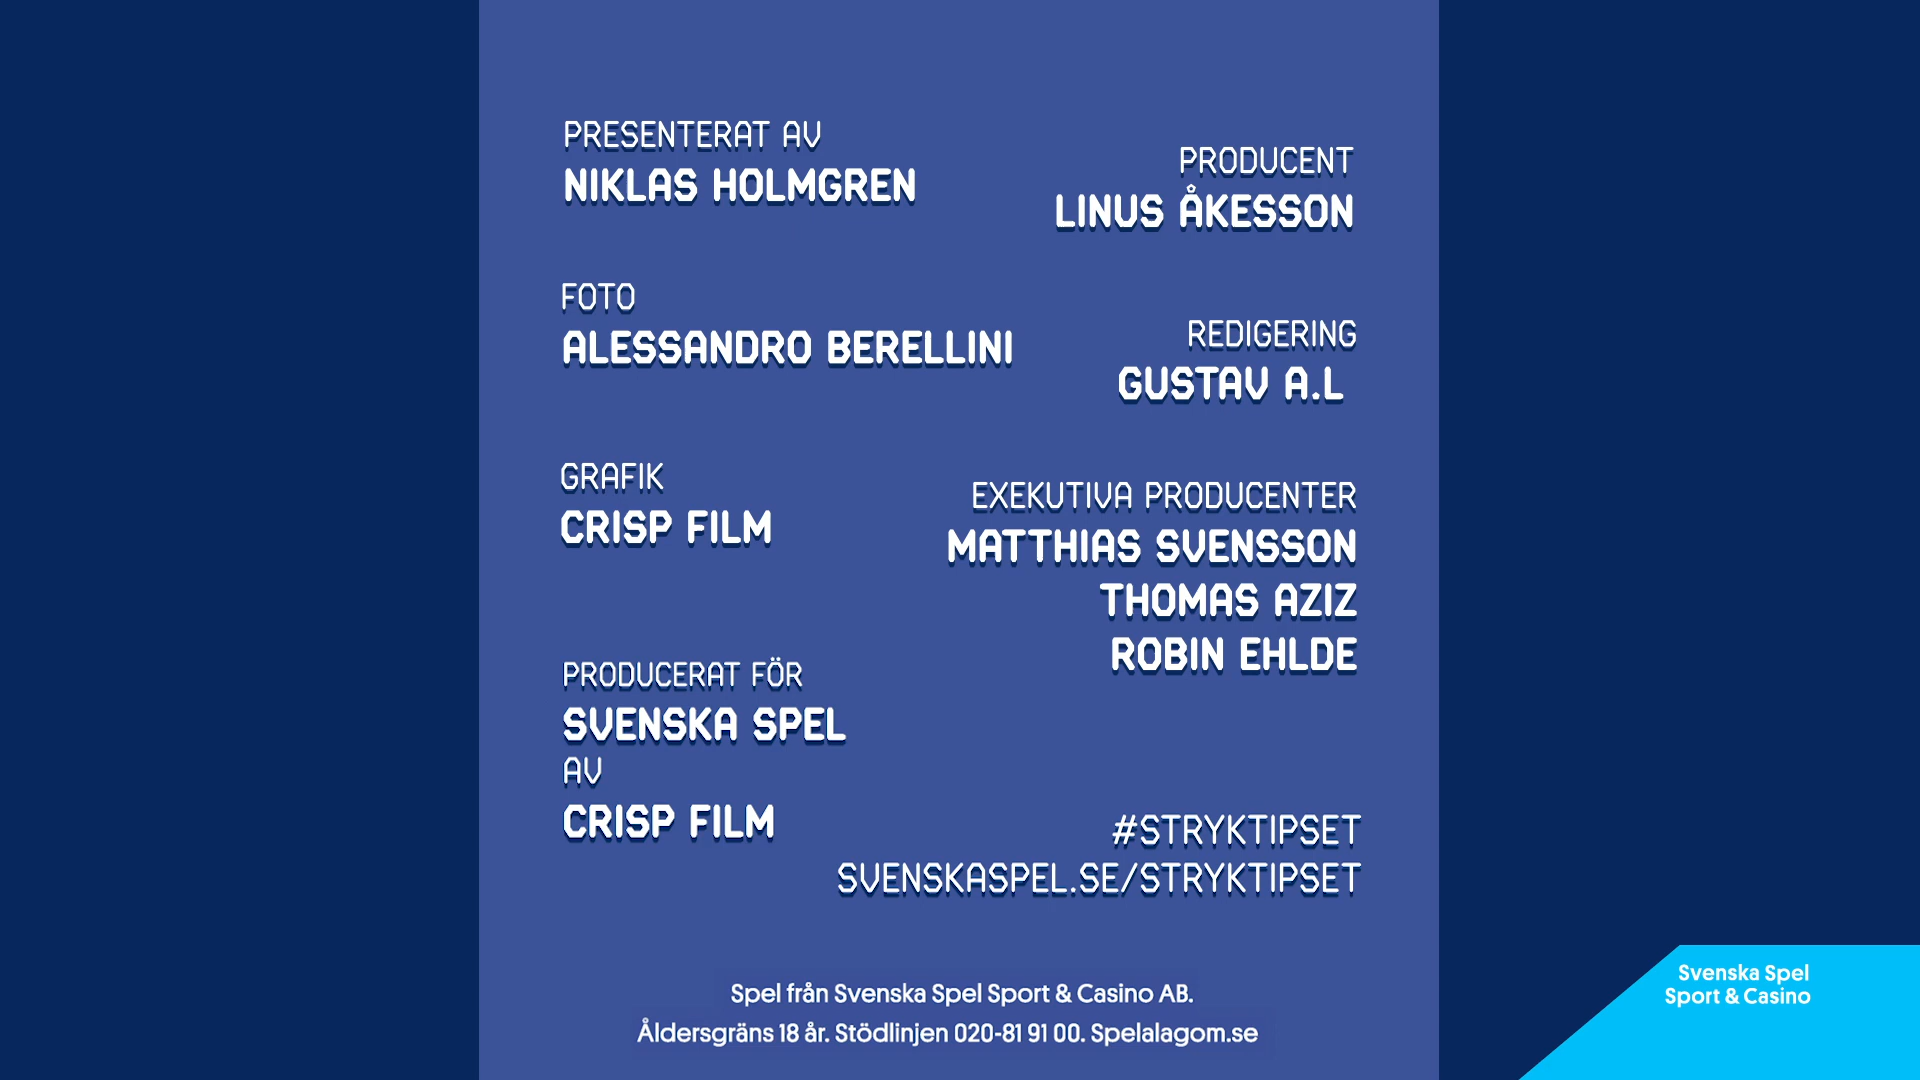 PRESENTERAT AV
NIKLAS HOLMGREN
PRODUCENT
LINUS ÅKESSON
FOTO
ALESSANDRO BERELLINI
REDIGERING
GUSTAV A.L
GRAFIK
CRISP FILM
EXEKUTIVA PRODUCENTER
MATTHIAS SVENSSON
THOMAS AZIZ
ROBIN EHLDE
PRODUCERAT FÖR
SVENSKA SPEL
AV
CRISP FILM
#STRYKTIPSET
SVENSKASPEL.SE/STRYKTIPSET
Spel från Svenska Spel Sport & Casino AB.
Åldersgräns 18 år. Stödlinjen 020-81 91 00. Spelalagom.se
Svenska Spel
Sport & Casino